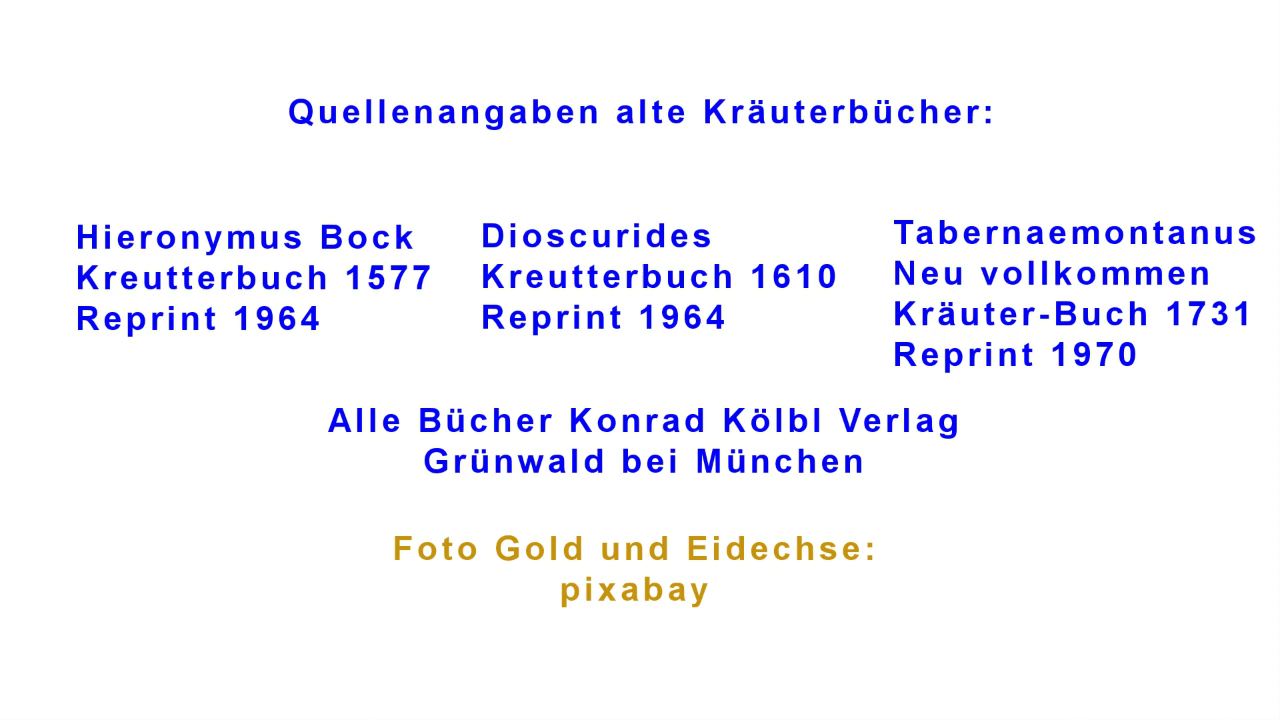 Quellenangaben alte Kräuterbücher:
Hieronymus Bock
Kreutterbuch 1577
Reprint 1964
Dioscurides
Kreutterbuch 1610
Reprint 1964
Tabernaemontanus
Neu vollkommen
Kräuter-Buch 1731
Reprint 1970
Alle Bücher Konrad Kölbl Verlag
Grünwald bei München
Foto Gold und Eidechse:
pixabay